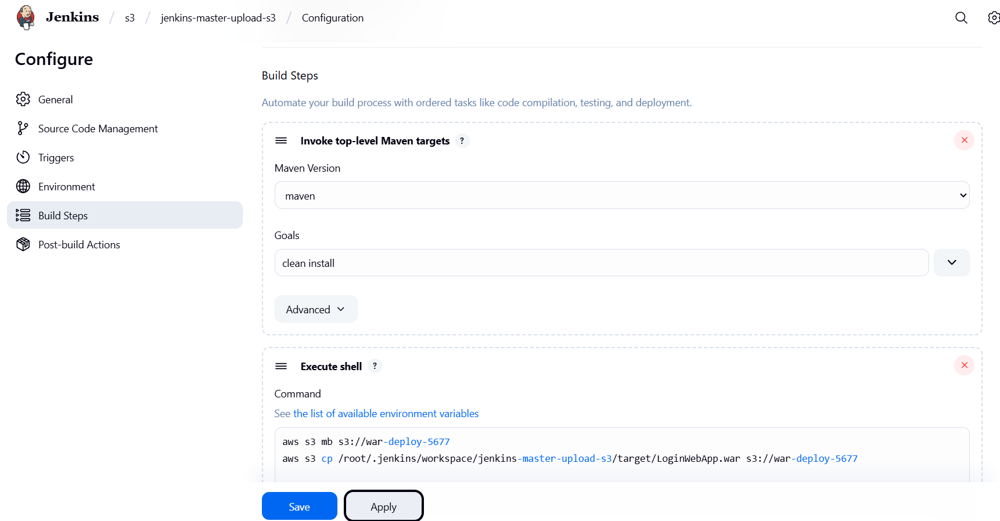 Jenkins / s3 / jenkins-master-upload-s3 / Configuration
Configure
General
Source Code Management
Triggers
Environment
Build Steps
Post-build Actions
Build Steps
Automate your build process with ordered tasks like code compilation, testing, and deployment.
Invoke top-level Maven targets ?
Maven Version
maven
Goals
clean install
Advanced
Execute shell ?
Command
See the list of available environment variables
aws s3 mb s3://war-deploy-5677
aws s3 cp /root/.jenkins/workspace/jenkins-master-upload-s3/target/LoginWebApp.war s3://war-deploy-5677
Save
Apply